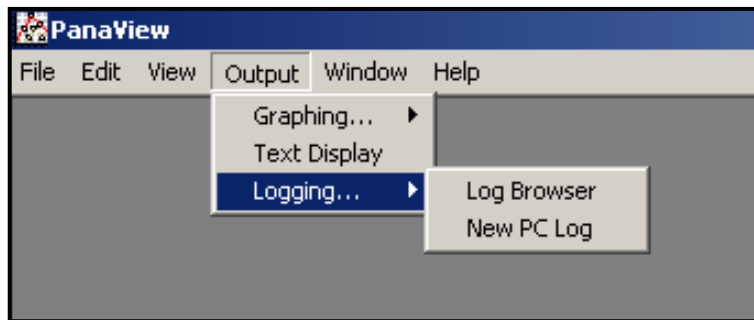 PanaView
File Edit View Output Window Help
Graphing...
Text Display
Logging...
Log Browser
New PC Log